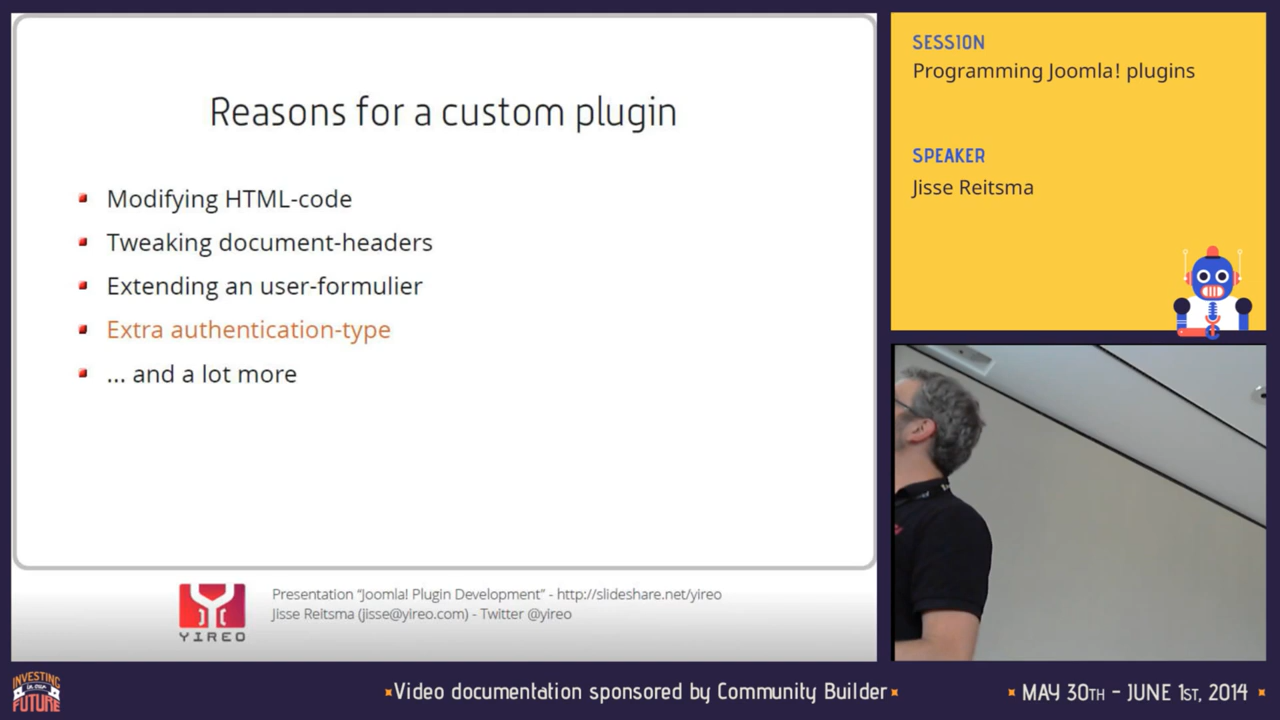 Reasons for a custom plugin
Modifying HTML-code
Tweaking document-headers
Extending an user-formulier
Extra authentication-type
... and a lot more
YIREO
Presentation “Joomla! Plugin Development” - http://slideshare.net/yireo
Jisse Reitsma (jisse@yireo.com) - Twitter @yireo
SESSION
Programming Joomla! plugins
SPEAKER
Jisse Reitsma
INVESTING
in our
FUTURE
Video documentation sponsored by Community Builder
MAY 30TH - JUNE 1ST, 2014